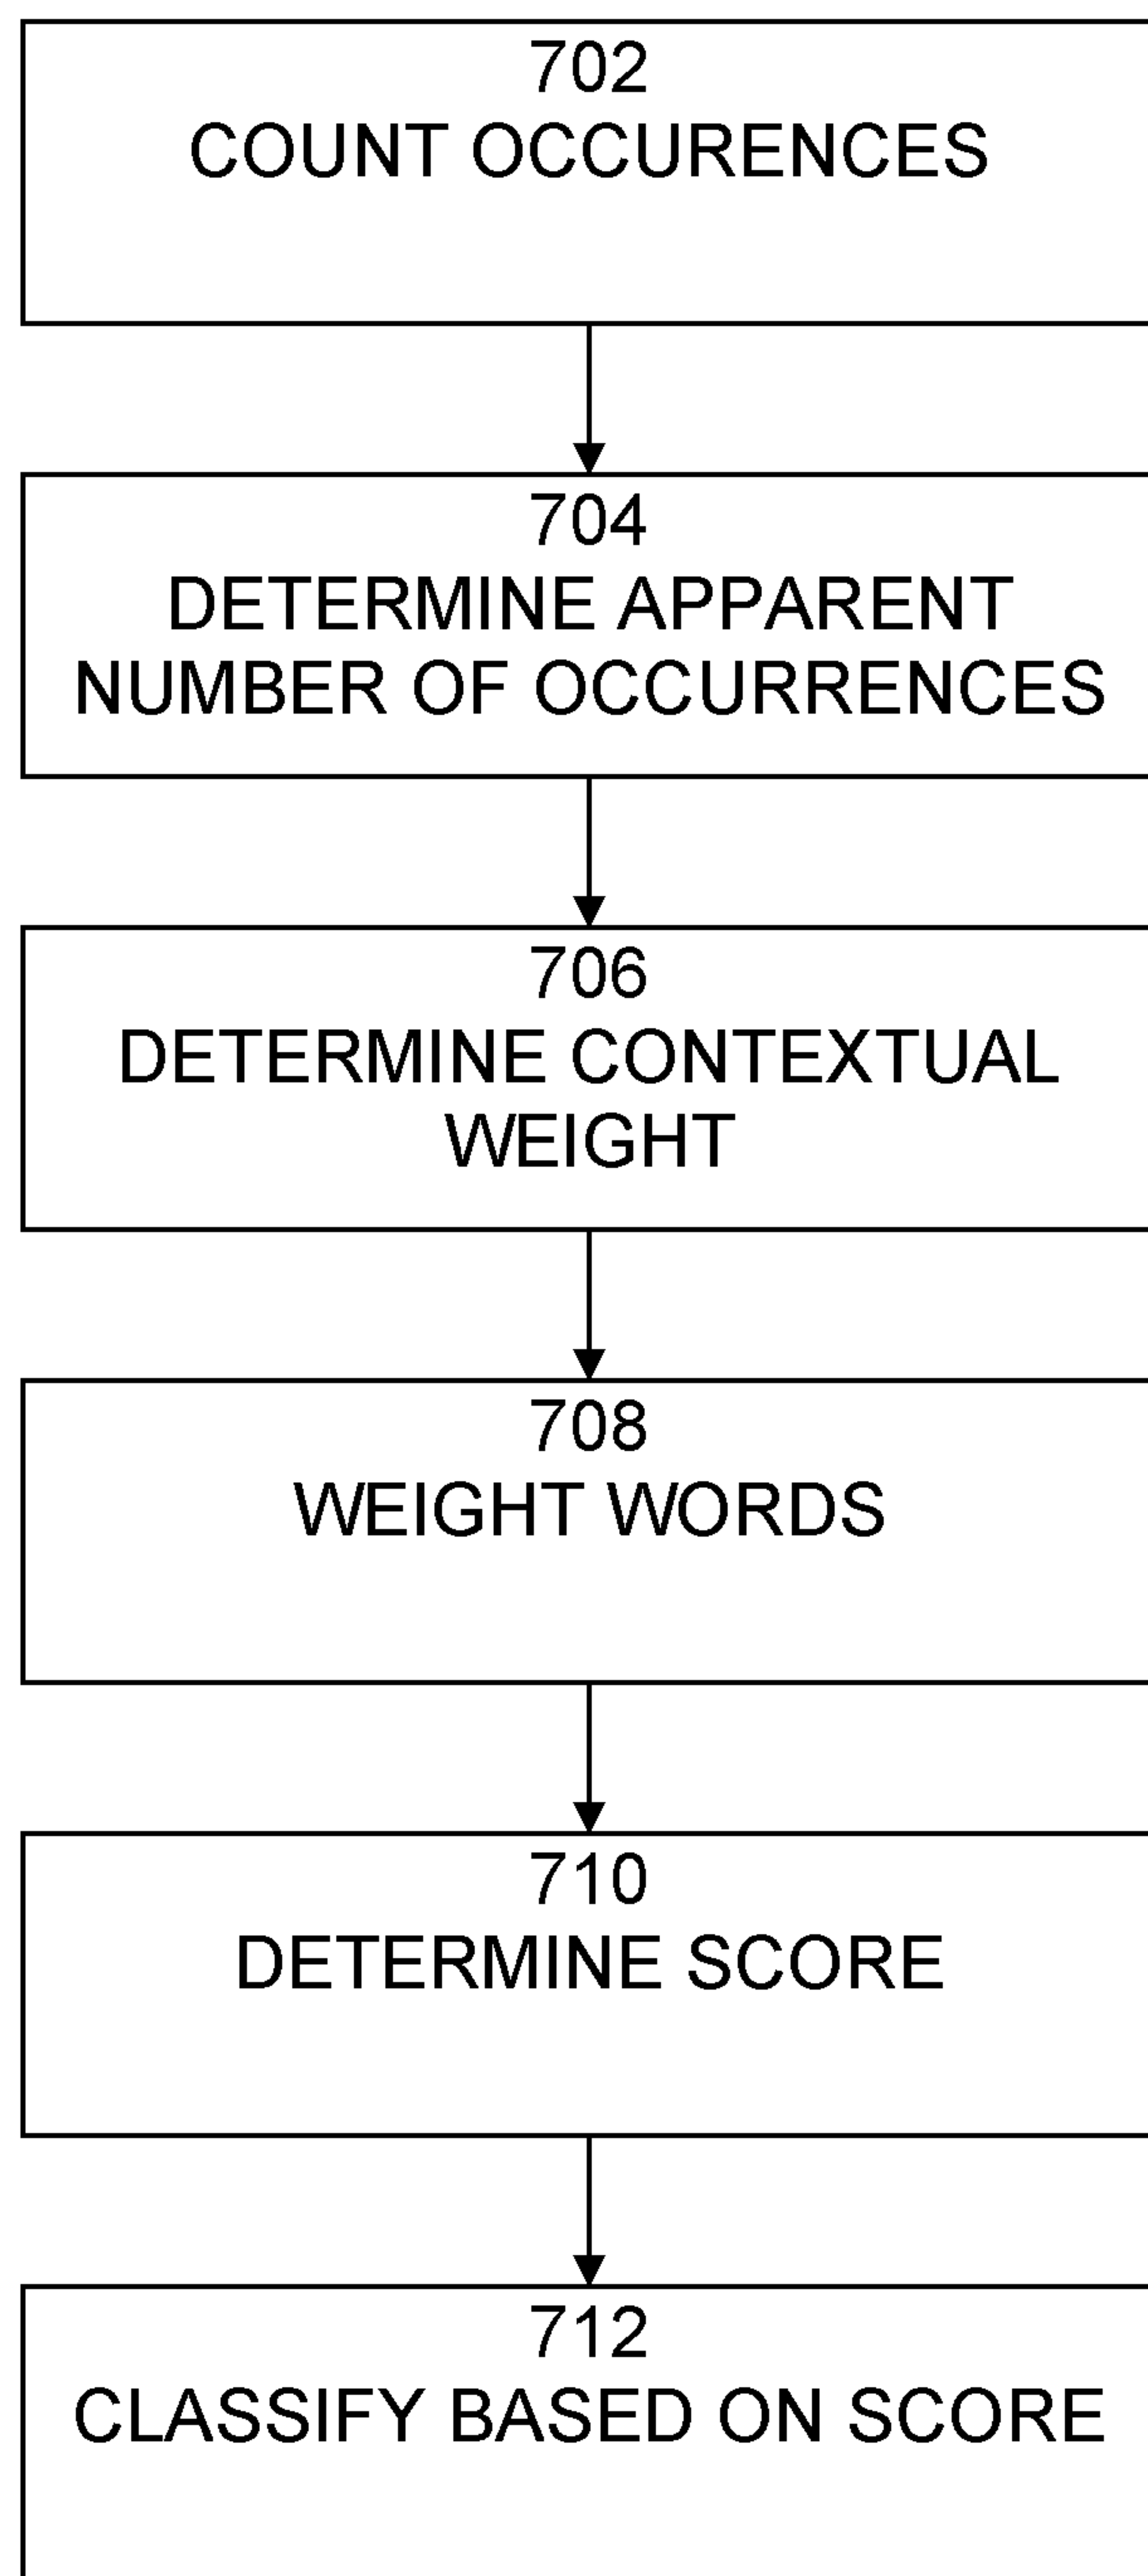 702
COUNT OCCURENCES
704
DETERMINE APPARENT
NUMBER OF OCCURRENCES
706
DETERMINE CONTEXTUAL
WEIGHT
708
WEIGHT WORDS
710
DETERMINE SCORE
712
CLASSIFY BASED ON SCORE